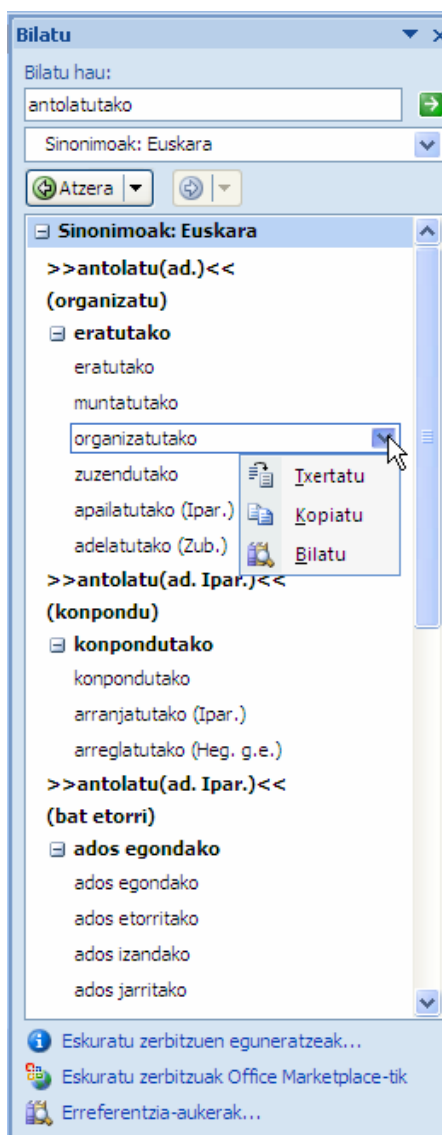 Bilatu
Bilatu hau:
antolatutako
Sinonimoak: Euskara
Atzera
Sinonimoak: Euskara
>>antolatu(ad.)<<
(organizatu)
eratutako
eratutako
muntatutako
organizatutako
zuzendutako
Txertatu
apailatutako (Ipar.)
Kopiatu
adelatutako (Zub.)
Bilatu
>>antolatu(ad. Ipar.)<<
(konpondu)
konpondutako
konpondutako
arranjatutako (Ipar.)
arreglatutako (Heg. g.e.)
>>antolatu(ad. Ipar.)<<
(bat etorri)
ados egondako
ados egondako
ados etorritako
ados izandako
ados jarritako
Eskuratu zerbitzuen eguneratzeak...
Eskuratu zerbitzuak Office Marketplace-tik
Erreferentzia-aukerak...